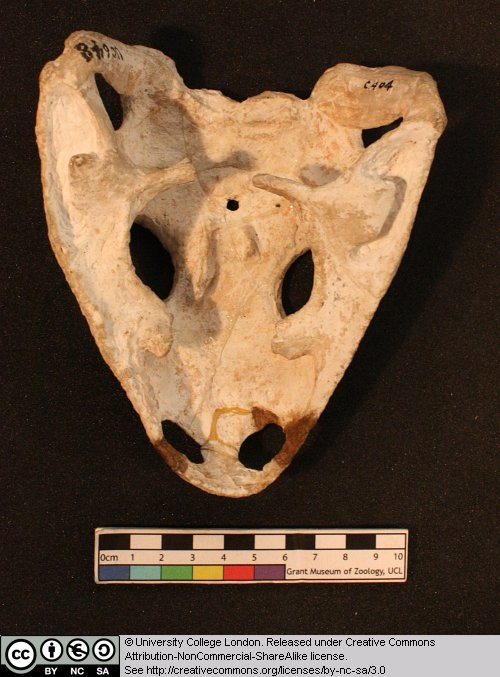 C404
0cm 1 2 3 4 5 6 7 8 9 10
Grant Museum of Zoology, UCL
cc BY NC SA
© University College London. Released under Creative Commons
Attribution-NonCommercial-ShareAlike license.
See http://creativecommons.org/licenses/by-nc-sa/3.0